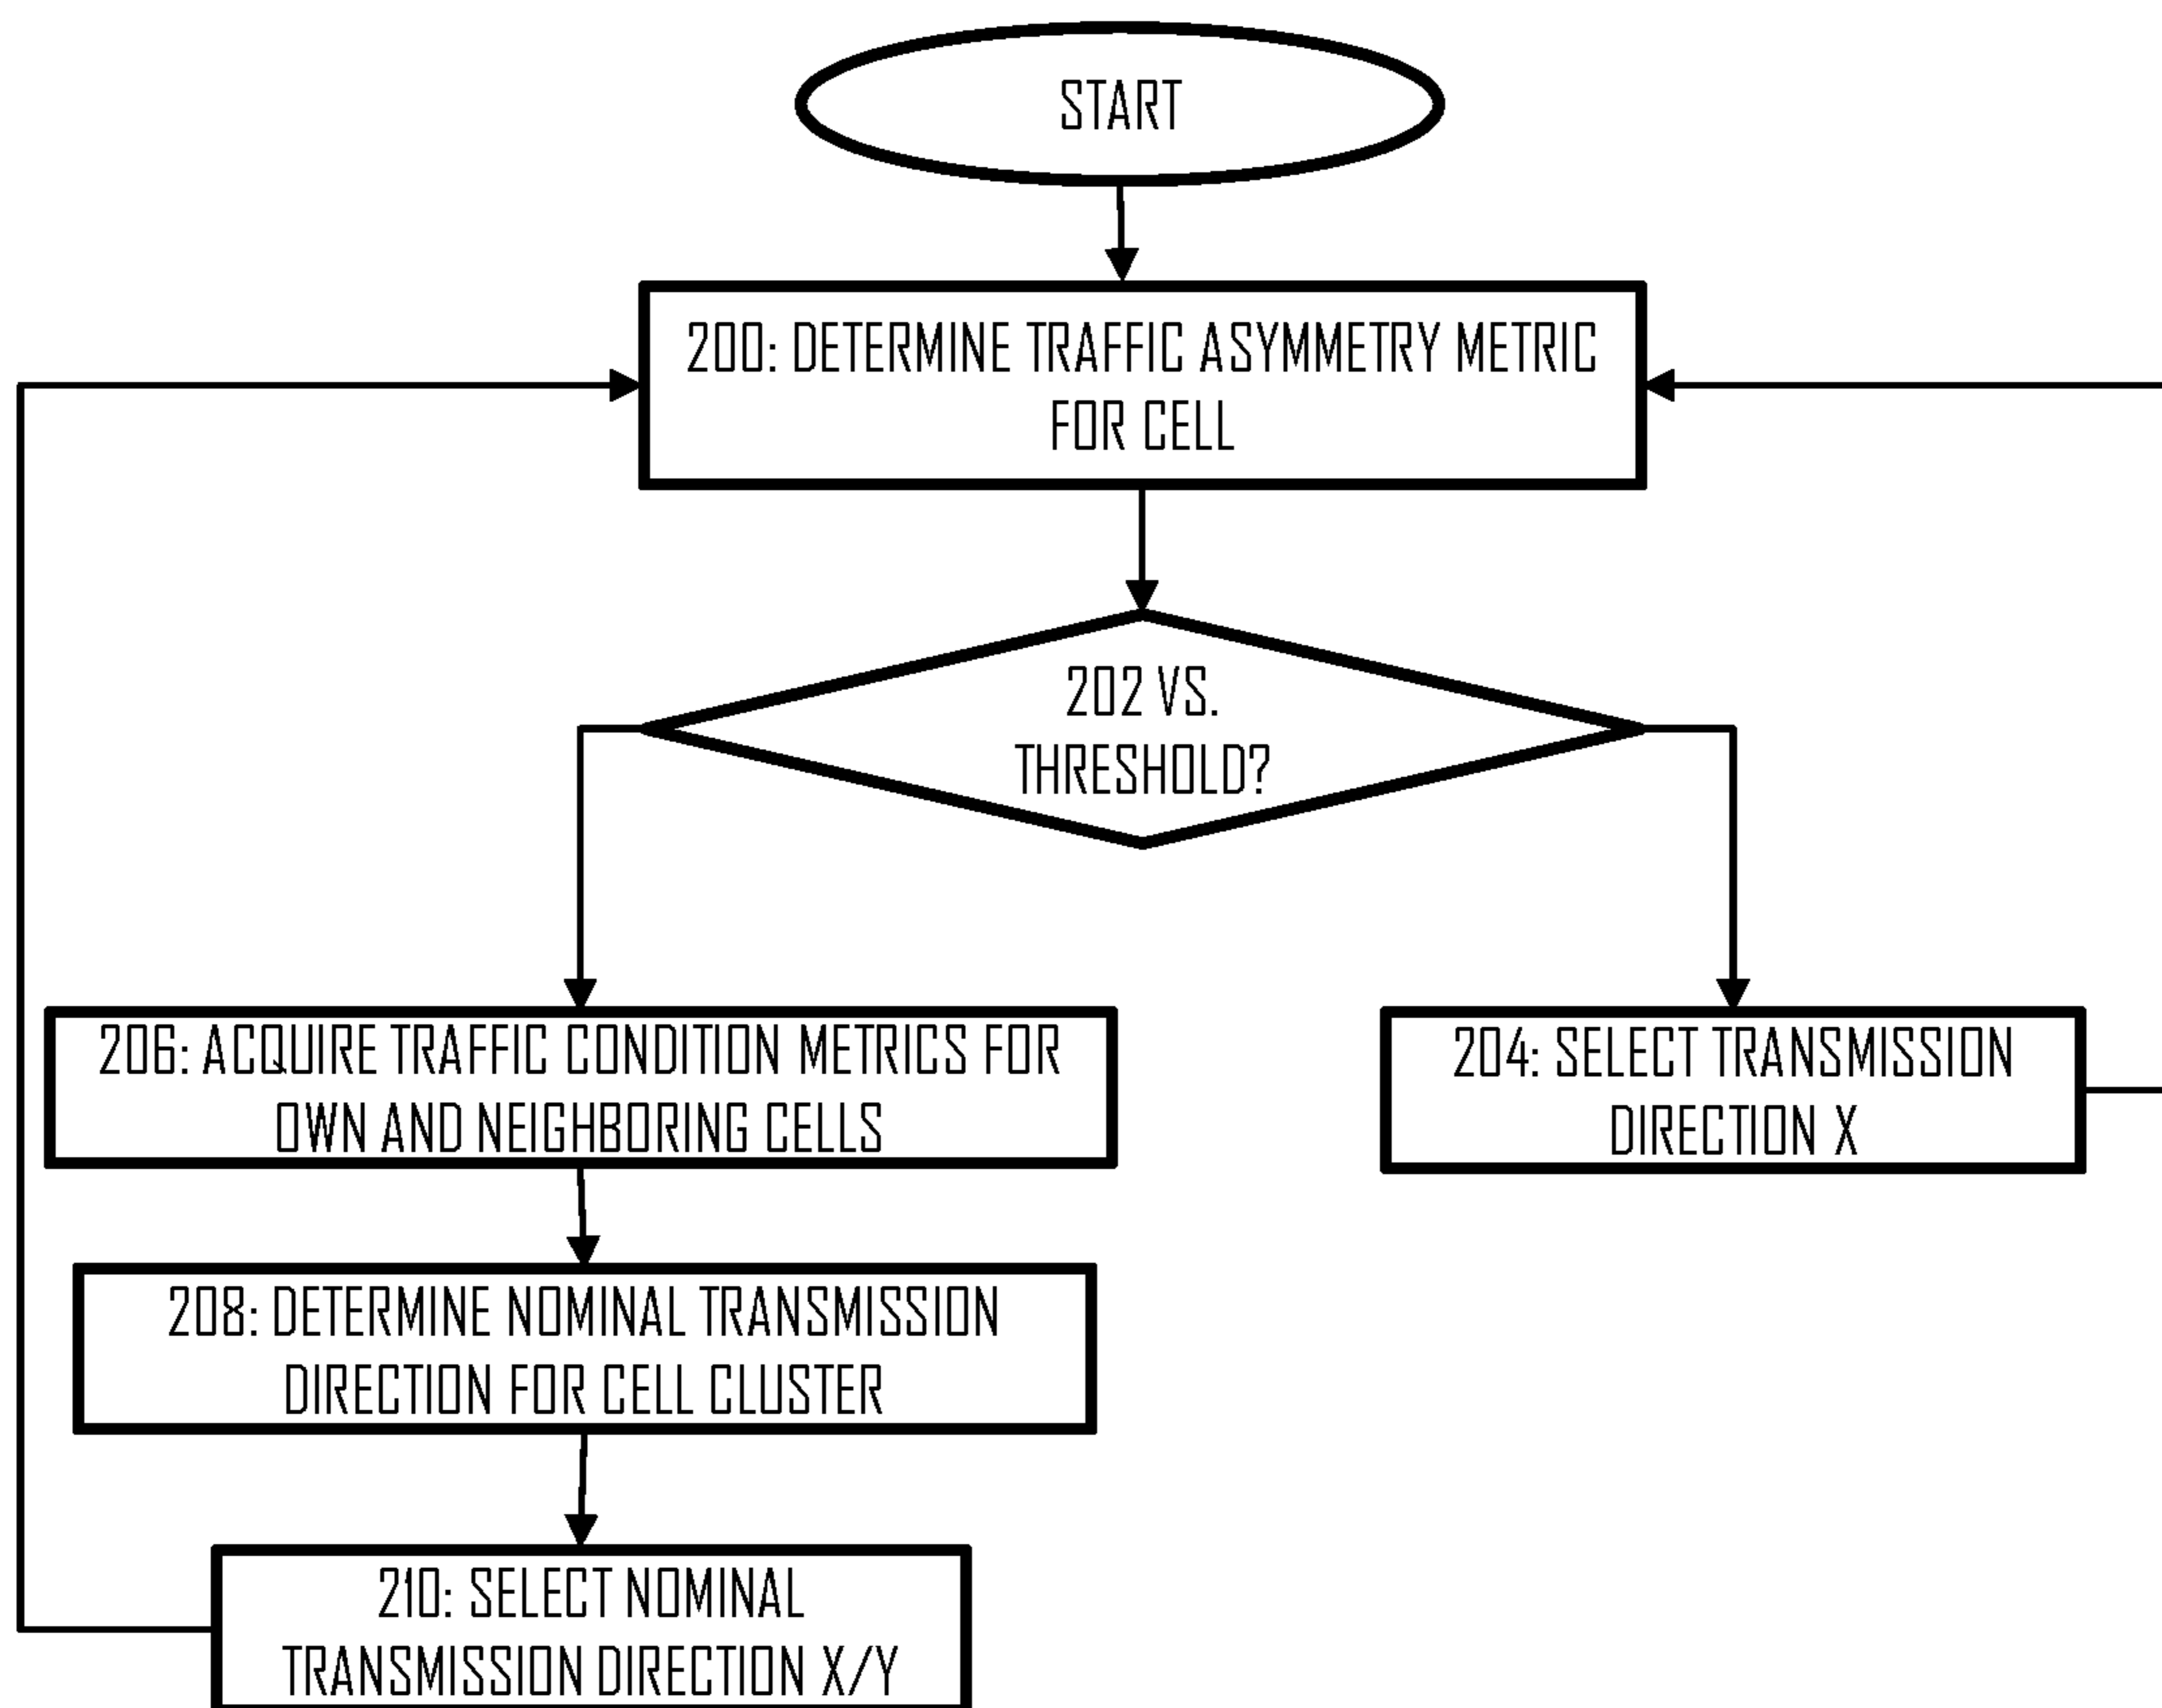 START
200: DETERMINE TRAFFIC ASYMMETRY METRIC
FOR CELL
202 VS.
THRESHOLD?
206: ACQUIRE TRAFFIC CONDITION METRICS FOR
OWN AND NEIGHBORING CELLS
204: SELECT TRANSMISSION
DIRECTION X
208: DETERMINE NOMINAL TRANSMISSION
DIRECTION FOR CELL CLUSTER
210: SELECT NOMINAL
TRANSMISSION DIRECTION X/Y